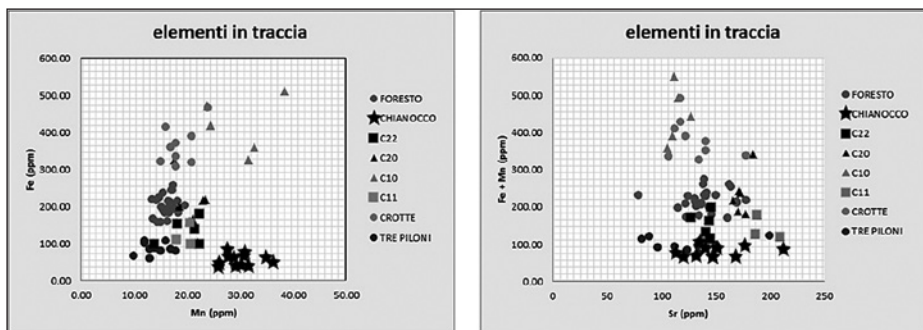 elementi in traccia
600.00
500.00
400.00
300.00
200.00
100.00
0.00
Fe (ppm)
0.00 10.00 20.00 30.00 40.00 50.00
Mn (ppm)
FORESTO
CHIANOCCO
C22
C20
C10
C11
CROTTE
TRE PILONI
elementi in traccia
600.00
500.00
400.00
300.00
200.00
100.00
0.00
Fe + Mn (ppm)
0 50 100 150 200 250
Sr (ppm)
FORESTO
CHIANOCCO
C22
C20
C10
C11
CROTTE
TRE PILONI